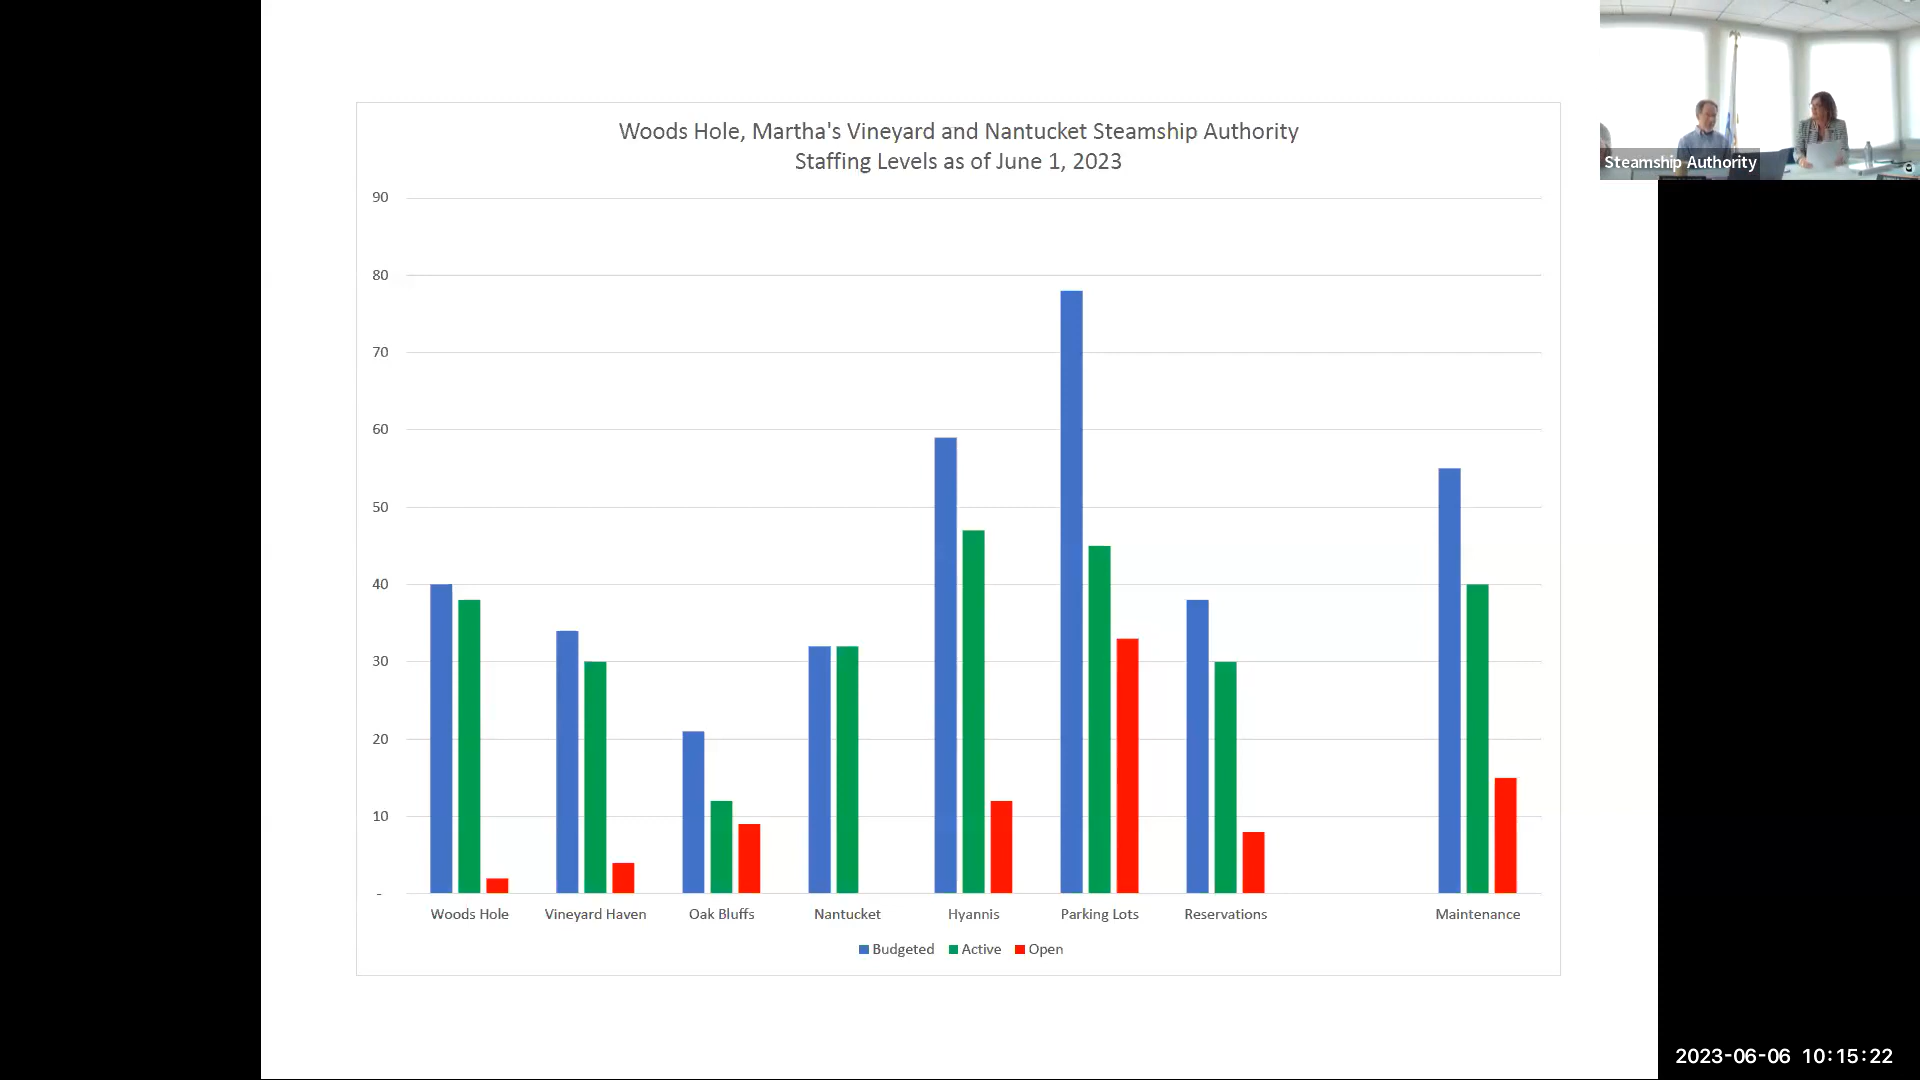 Woods Hole, Martha's Vineyard and Nantucket Steamship Authority
Staffing Levels as of June 1, 2023
90
80
70
60
50
40
30
20
10
-
Woods Hole Vineyard Haven Oak Bluffs Nantucket Hyannis Parking Lots Reservations Maintenance
Budgeted Active Open
Steamship Authority
2023-06-06 10:15:22